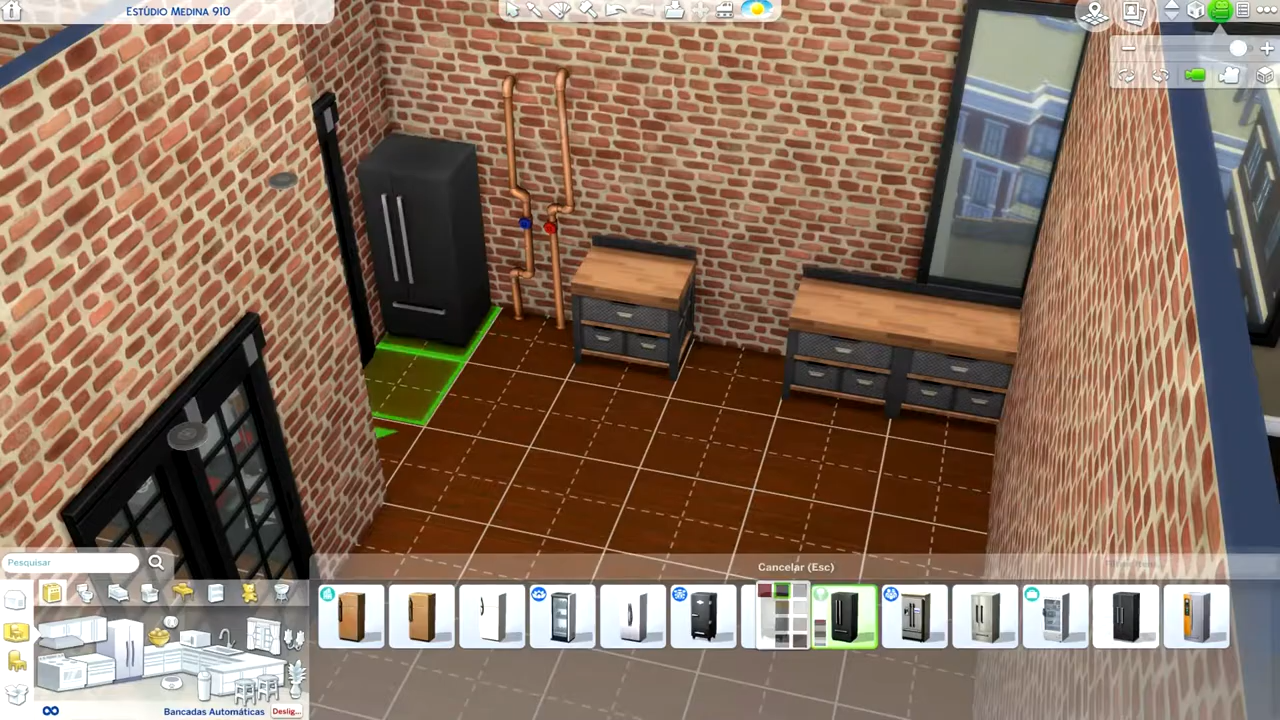 Estúdio Medina 910
Cancelar (Esc)
Pesquisar
Bancadas Automáticas Deslig...